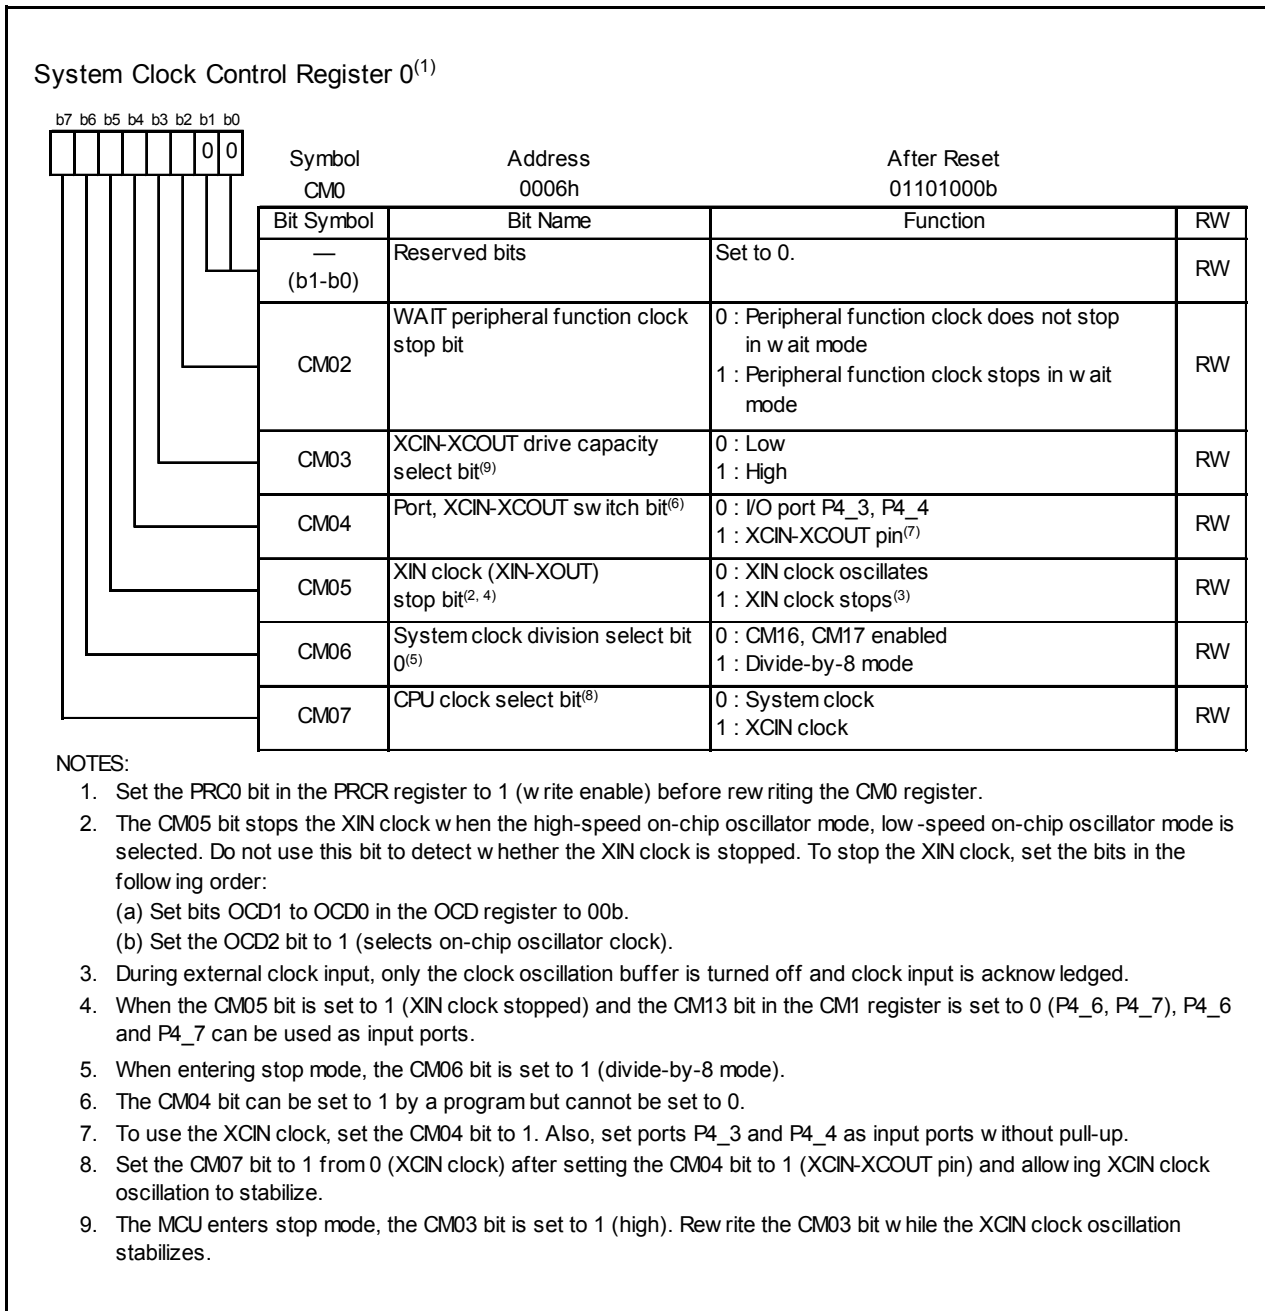 System Clock Control Register 0(1)
b7 b6 b5 b4 b3 b2 b1 b0
0 0
Symbol Address After Reset
CM0 0006h 01101000b
Bit Symbol Bit Name Function RW
— (b1-b0) Reserved bits Set to 0. RW
CM02 WAIT peripheral function clock stop bit 0 : Peripheral function clock does not stop in wait mode
1 : Peripheral function clock stops in wait mode RW
CM03 XCIN-XCOUT drive capacity select bit(9) 0 : Low
1 : High RW
CM04 Port, XCIN-XCOUT switch bit(6) 0 : I/O port P4_3, P4_4
1 : XCIN-XCOUT pin(7) RW
CM05 XIN clock (XIN-XOUT) stop bit(2, 4) 0 : XIN clock oscillates
1 : XIN clock stops(3) RW
CM06 System clock division select bit 0(5) 0 : CM16, CM17 enabled
1 : Divide-by-8 mode RW
CM07 CPU clock select bit(8) 0 : System clock
1 : XCIN clock RW
NOTES:
1. Set the PRC0 bit in the PRCR register to 1 (write enable) before rewriting the CM0 register.
2. The CM05 bit stops the XIN clock when the high-speed on-chip oscillator mode, low-speed on-chip oscillator mode is
selected. Do not use this bit to detect whether the XIN clock is stopped. To stop the XIN clock, set the bits in the
following order:
(a) Set bits OCD1 to OCD0 in the OCD register to 00b.
(b) Set the OCD2 bit to 1 (selects on-chip oscillator clock).
3. During external clock input, only the clock oscillation buffer is turned off and clock input is acknowledged.
4. When the CM05 bit is set to 1 (XIN clock stopped) and the CM13 bit in the CM1 register is set to 0 (P4_6, P4_7), P4_6
and P4_7 can be used as input ports.
5. When entering stop mode, the CM06 bit is set to 1 (divide-by-8 mode).
6. The CM04 bit can be set to 1 by a program but cannot be set to 0.
7. To use the XCIN clock, set the CM04 bit to 1. Also, set ports P4_3 and P4_4 as input ports without pull-up.
8. Set the CM07 bit to 1 from 0 (XCIN clock) after setting the CM04 bit to 1 (XCIN-XCOUT pin) and allowing XCIN clock
oscillation to stabilize.
9. The MCU enters stop mode, the CM03 bit is set to 1 (high). Rewrite the CM03 bit while the XCIN clock oscillation
stabilizes.